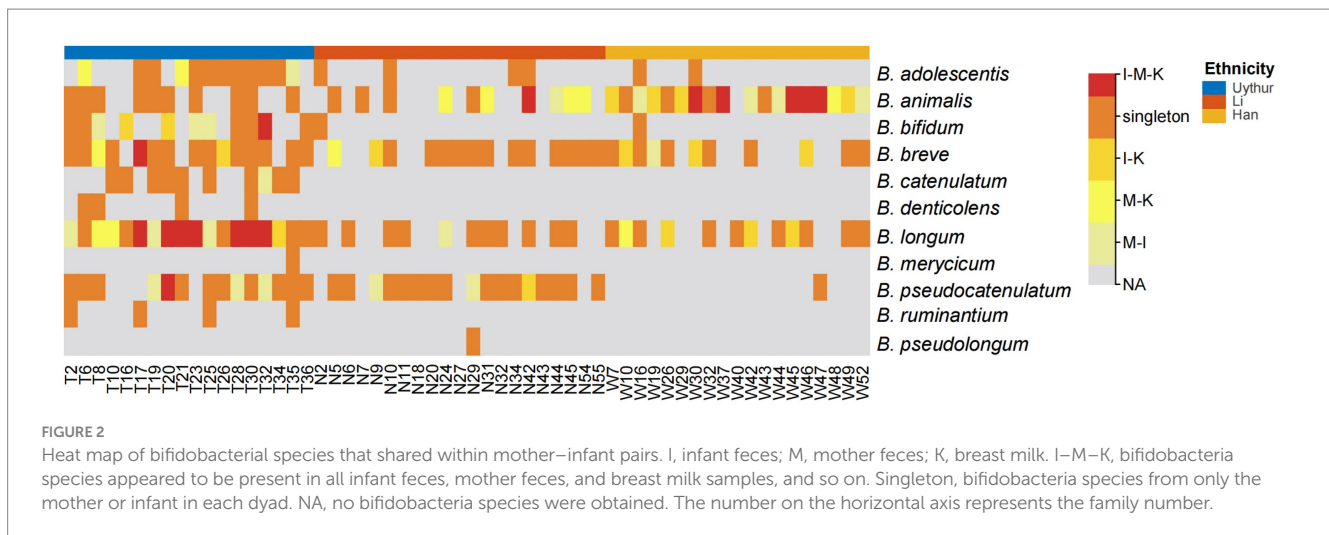 B. adolescentis
B. animalis
B. bifidum
B. breve
B. catenulatum
B. denticolens
B. longum
B. merycicum
B. pseudocatenulatum
B. ruminantium
B. pseudolongum
I-M-K
singleton
I-K
M-K
M-I
NA
Ethnicity
Uythur
Li
Han
T2 T6 T8 T10 T16 T17 T19 T20 T21 T23 T25 T26 T28 T30 T32 T34 T35 T36 N2 N5 N6 N7 N9 N10 N11 N18 N20 N24 N27 N29 N31 N32 N34 N42 N43 N44 N45 N54 N55 W7 W10 W16 W19 W26 W29 W30 W32 W37 W40 W42 W43 W44 W45 W46 W47 W48 W49 W52
FIGURE 2
Heat map of bifidobacterial species that shared within mother–infant pairs. I, infant feces; M, mother feces; K, breast milk. I–M–K, bifidobacteria
species appeared to be present in all infant feces, mother feces, and breast milk samples, and so on. Singleton, bifidobacteria species from only the
mother or infant in each dyad. NA, no bifidobacteria species were obtained. The number on the horizontal axis represents the family number.